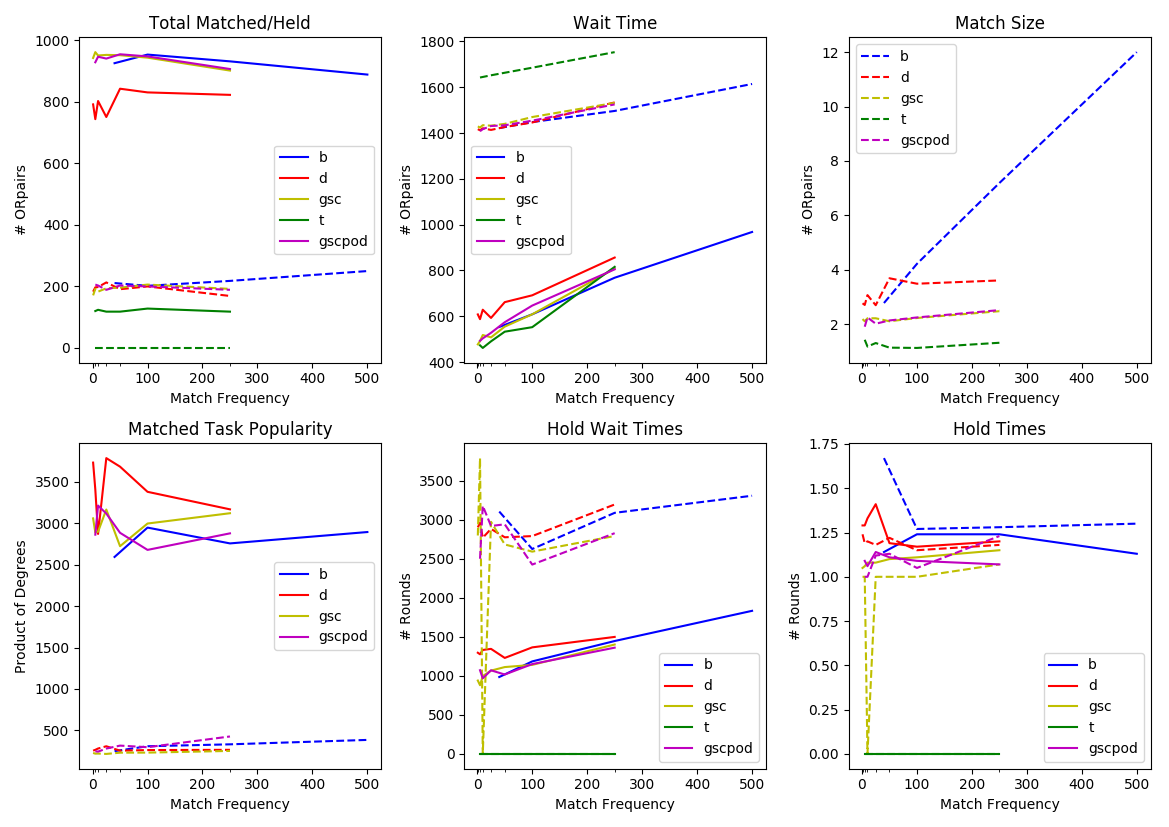 Total Matched/Held
1000
800
600
400
200
0
# ORpairs
b
d
gsc
t
gscpod
0 100 200 300 400 500
Match Frequency
Wait Time
1800
1600
1400
1200
1000
800
600
400
# ORpairs
b
d
gsc
t
gscpod
0 100 200 300 400 500
Match Frequency
Match Size
12
10
8
6
4
2
# ORpairs
b
d
gsc
t
gscpod
0 100 200 300 400 500
Match Frequency
Matched Task Popularity
3500
3000
2500
2000
1500
1000
500
Product of Degrees
b
d
gsc
gscpod
0 100 200 300 400 500
Match Frequency
Hold Wait Times
3500
3000
2500
2000
1500
1000
500
0
# Rounds
b
d
gsc
t
gscpod
0 100 200 300 400 500
Match Frequency
Hold Times
1.75
1.50
1.25
1.00
0.75
0.50
0.25
0.00
# Rounds
b
d
gsc
t
gscpod
0 100 200 300 400 500
Match Frequency